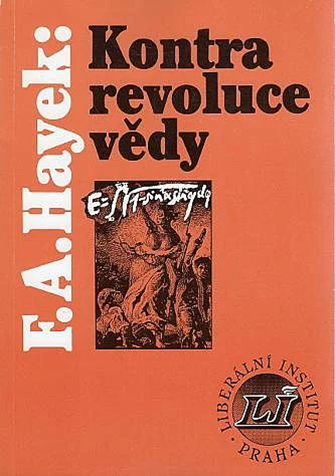 F.A.Hayek:
Kontra
revoluce
vědy
LIBERÁLNÍ INSTITUT
LI
PRAHA